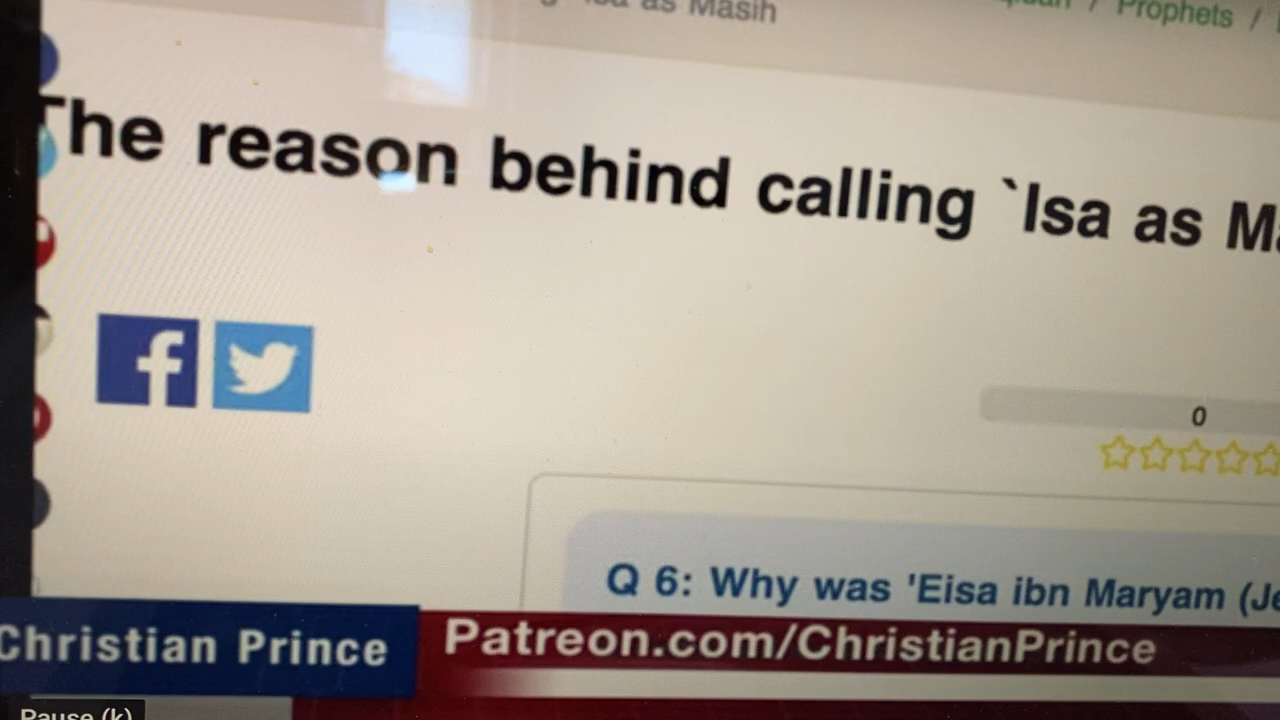 Isa as Masih
/ Prophets /
The reason behind calling `Isa as
0
Q 6: Why was 'Eisa ibn Maryam
Christian Prince
Patreon.com/ChristianPrince
Pause (k)